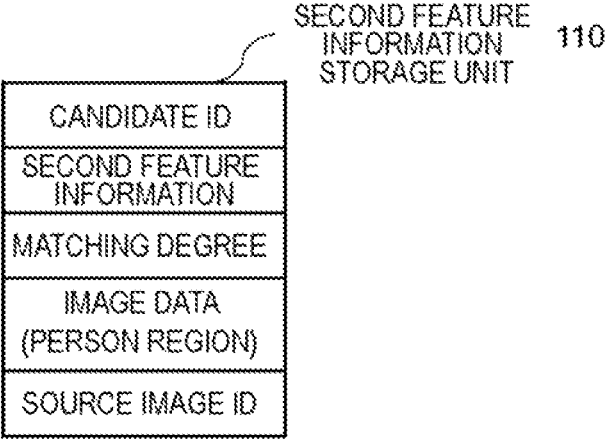 SECOND FEATURE
INFORMATION
STORAGE UNIT
110
CANDIDATE ID
SECOND FEATURE
INFORMATION
MATCHING DEGREE
IMAGE DATA
(PERSON REGION)
SOURCE IMAGE ID